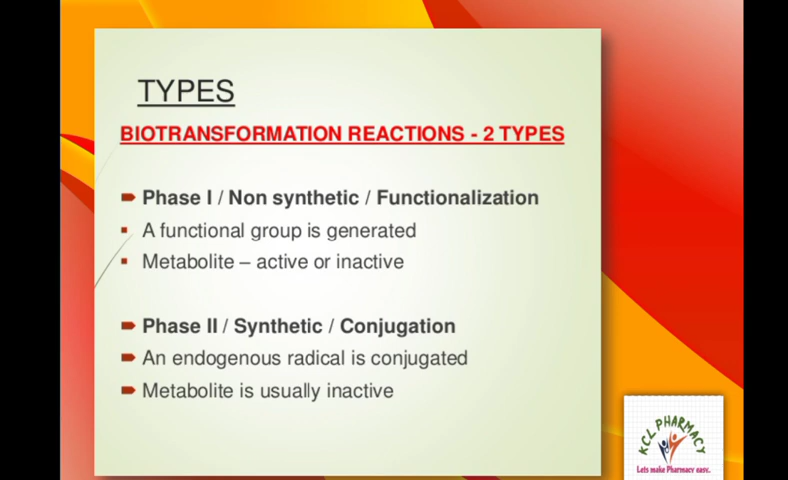 TYPES
BIOTRANSFORMATION REACTIONS - 2 TYPES
Phase I / Non synthetic / Functionalization
A functional group is generated
Metabolite – active or inactive
Phase II / Synthetic / Conjugation
An endogenous radical is conjugated
Metabolite is usually inactive
KCL PHARMACY
Lets make Pharmacy easy.